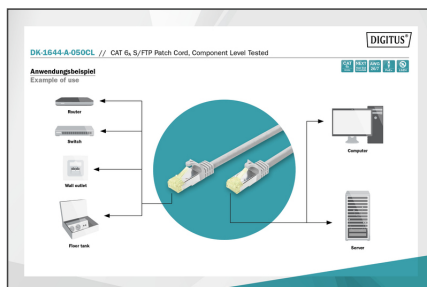 DIGITUS®
DK-1644-A-050CL // CAT 6A S/FTP Patch Cord, Component Level Tested
Anwendungsbeispiel
Example of use
Router
Switch
Wall outlet
Floor tank
Computer
Server